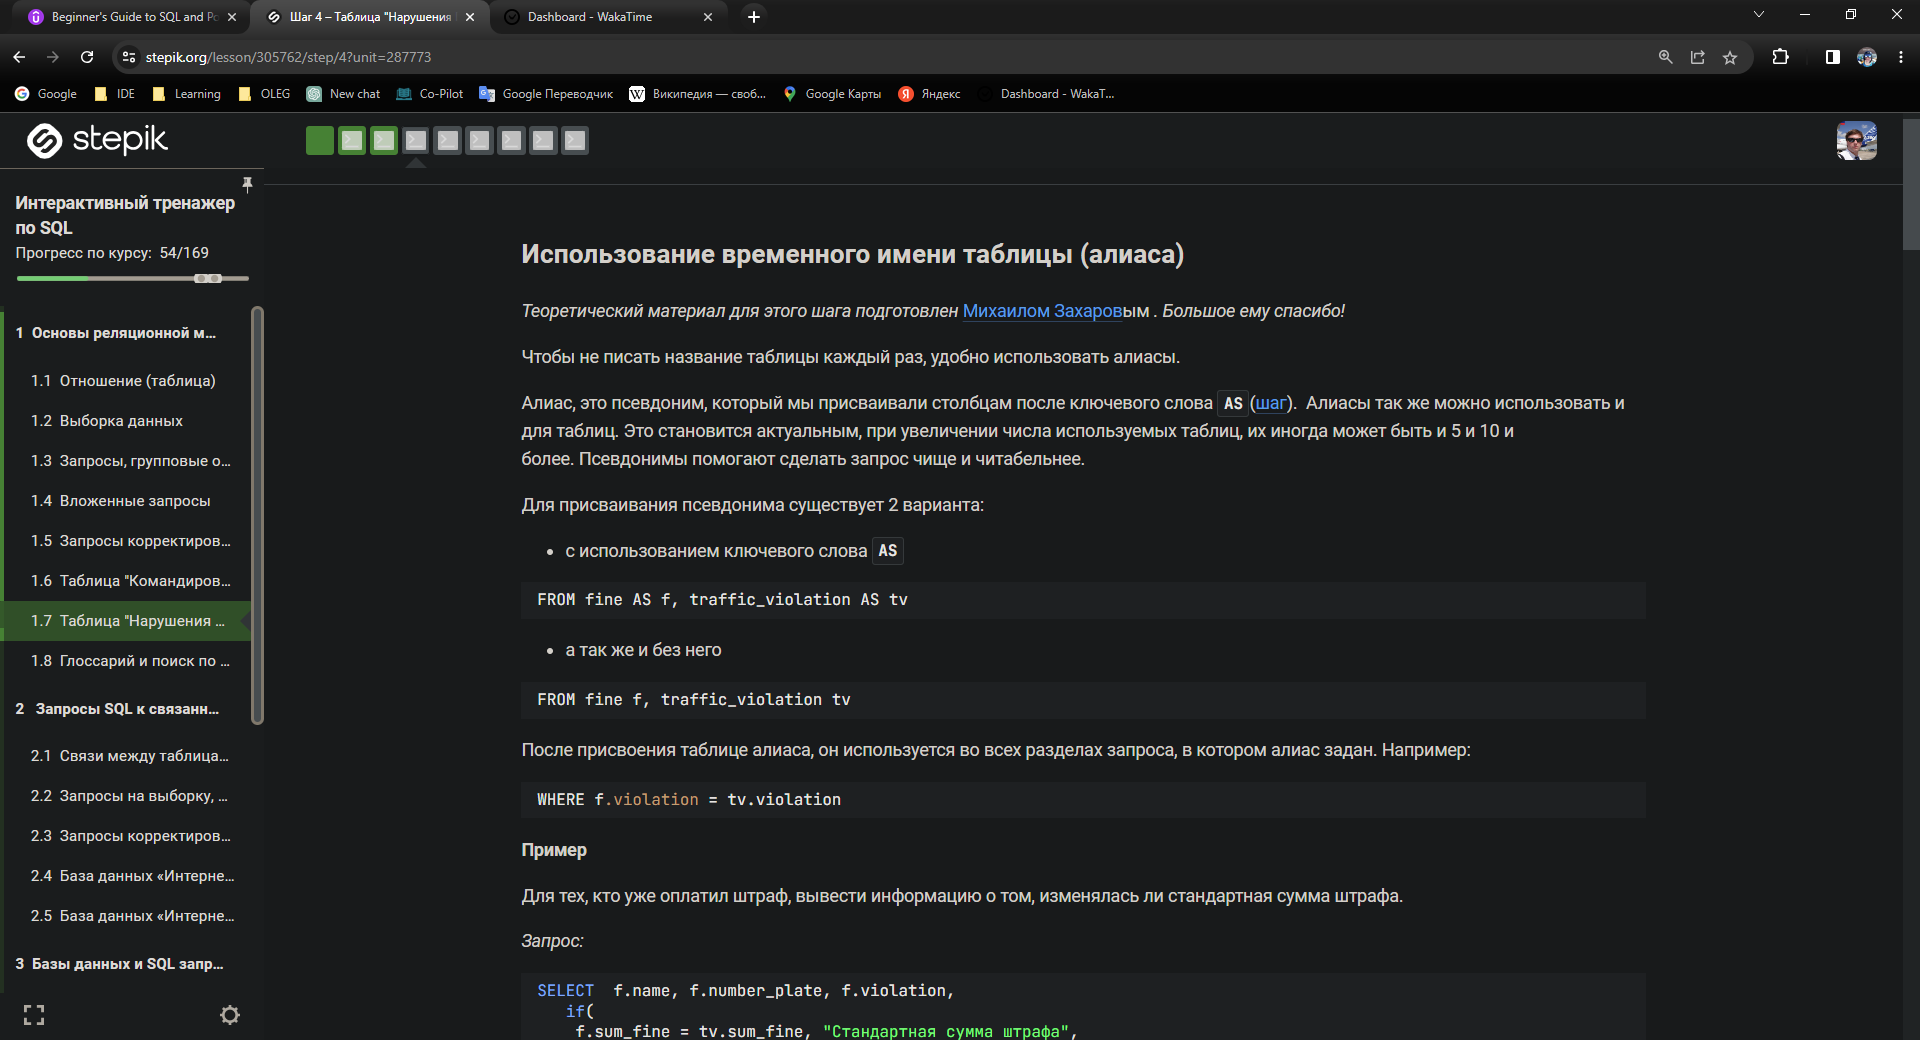 Beginner's Guide to SQL and Po
Шаг 4 – Таблица "Нарушения
Dashboard - WakaTime
stepik.org/lesson/305762/step/4?unit=287773
Google
IDE
Learning
OLEG
New chat
Co-Pilot
Google Переводчик
Википедия — своб...
Google Карты
Яндекс
Dashboard - WakaT...
stepik
Интерактивный тренажер
по SQL
Прогресс по курсу: 54/169
1 Основы реляционной м...
1.1 Отношение (таблица)
1.2 Выборка данных
1.3 Запросы, групповые о...
1.4 Вложенные запросы
1.5 Запросы корректиров...
1.6 Таблица "Командиров...
1.7 Таблица "Нарушения ...
1.8 Глоссарий и поиск по ...
2 Запросы SQL к связанн...
2.1 Связи между таблица...
2.2 Запросы на выборку, ...
2.3 Запросы корректиров...
2.4 База данных «Интерне...
2.5 База данных «Интерне...
3 Базы данных и SQL запр...
Использование временного имени таблицы (алиаса)
Теоретический материал для этого шага подготовлен Михаилом Захаровым . Большое ему спасибо!
Чтобы не писать название таблицы каждый раз, удобно использовать алиасы.
Алиас, это псевдоним, который мы присваивали столбцам после ключевого слова AS (шаг). Алиасы так же можно использовать и
для таблиц. Это становится актуальным, при увеличении числа используемых таблиц, их иногда может быть и 5 и 10 и
более. Псевдонимы помогают сделать запрос чище и читабельнее.
Для присваивания псевдонима существует 2 варианта:
• с использованием ключевого слова AS
FROM fine AS f, traffic_violation AS tv
• а так же и без него
FROM fine f, traffic_violation tv
После присвоения таблице алиаса, он используется во всех разделах запроса, в котором алиас задан. Например:
WHERE f.violation = tv.violation
Пример
Для тех, кто уже оплатил штраф, вывести информацию о том, изменялась ли стандартная сумма штрафа.
Запрос:
SELECT f.name, f.number_plate, f.violation,
if(
f.sum_fine = tv.sum_fine, "Стандартная сумма штрафа",